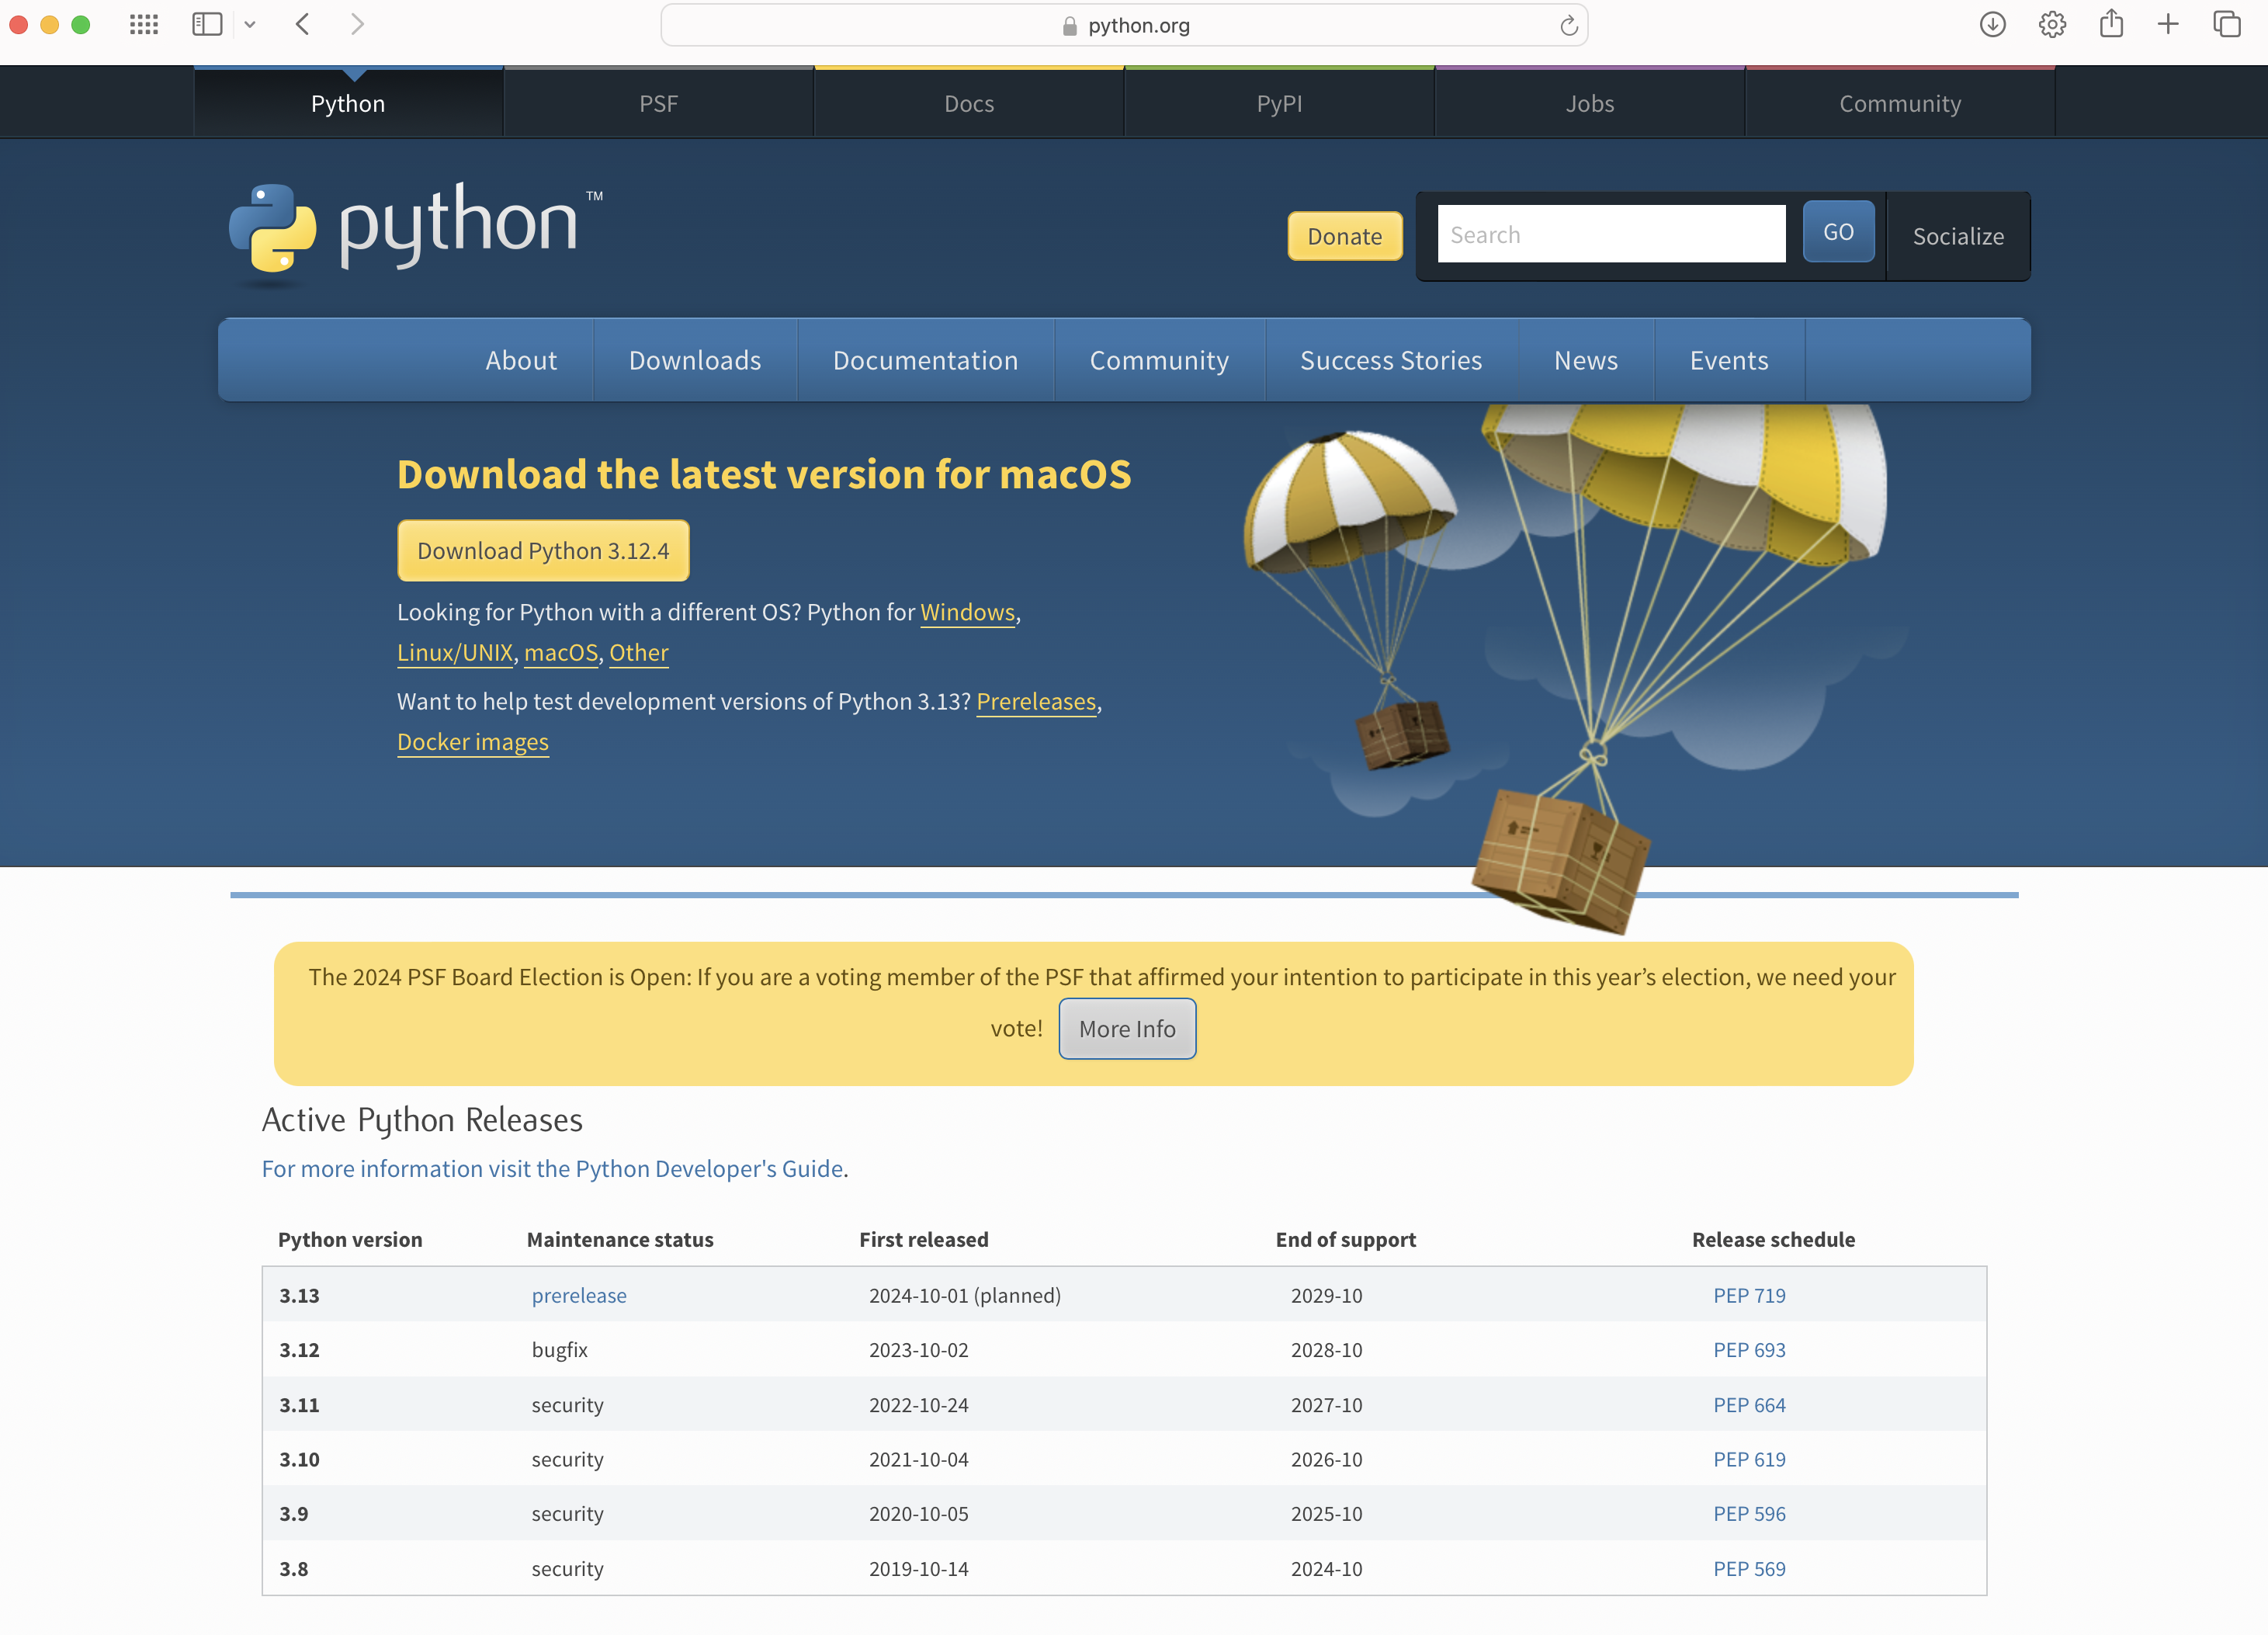 python.org
Python PSF Docs PyPI Jobs Community
python™
Donate Search GO Socialize
About Downloads Documentation Community Success Stories News Events
Download the latest version for macOS
Download Python 3.12.4
Looking for Python with a different OS? Python for Windows,
Linux/UNIX, macOS, Other
Want to help test development versions of Python 3.13? Prereleases,
Docker images
The 2024 PSF Board Election is Open: If you are a voting member of the PSF that affirmed your intention to participate in this year’s election, we need your
vote! More Info
Active Python Releases
For more information visit the Python Developer's Guide.
Python version Maintenance status First released End of support Release schedule
3.13 prerelease 2024-10-01 (planned) 2029-10 PEP 719
3.12 bugfix 2023-10-02 2028-10 PEP 693
3.11 security 2022-10-24 2027-10 PEP 664
3.10 security 2021-10-04 2026-10 PEP 619
3.9 security 2020-10-05 2025-10 PEP 596
3.8 security 2019-10-14 2024-10 PEP 569